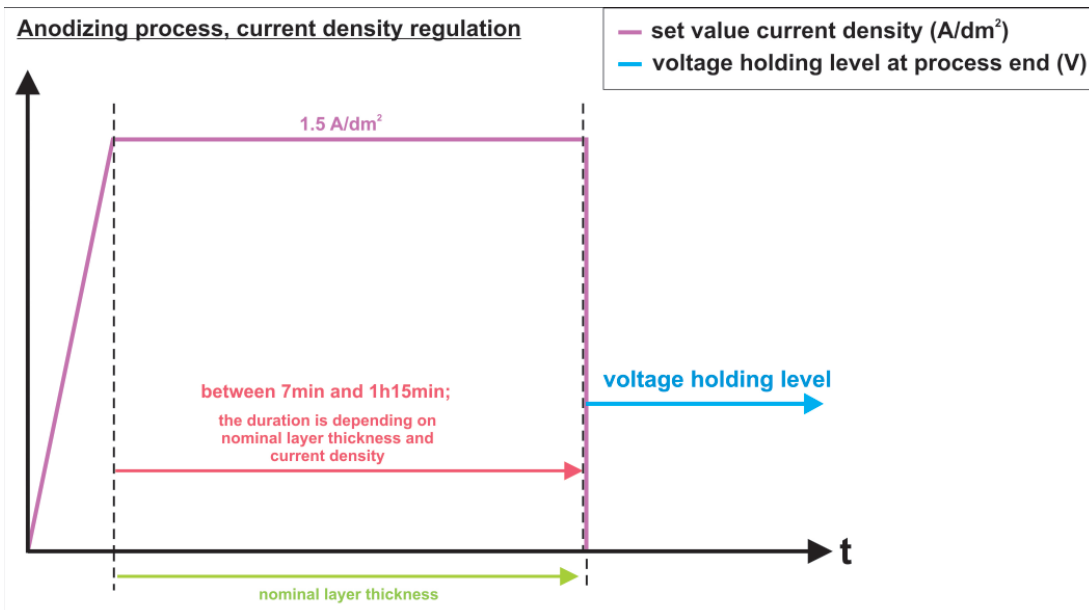 Anodizing process, current density regulation
set value current density (A/dm²)
voltage holding level at process end (V)
1.5 A/dm²
between 7min and 1h15min;
the duration is depending on
nominal layer thickness and
current density
voltage holding level
t
nominal layer thickness